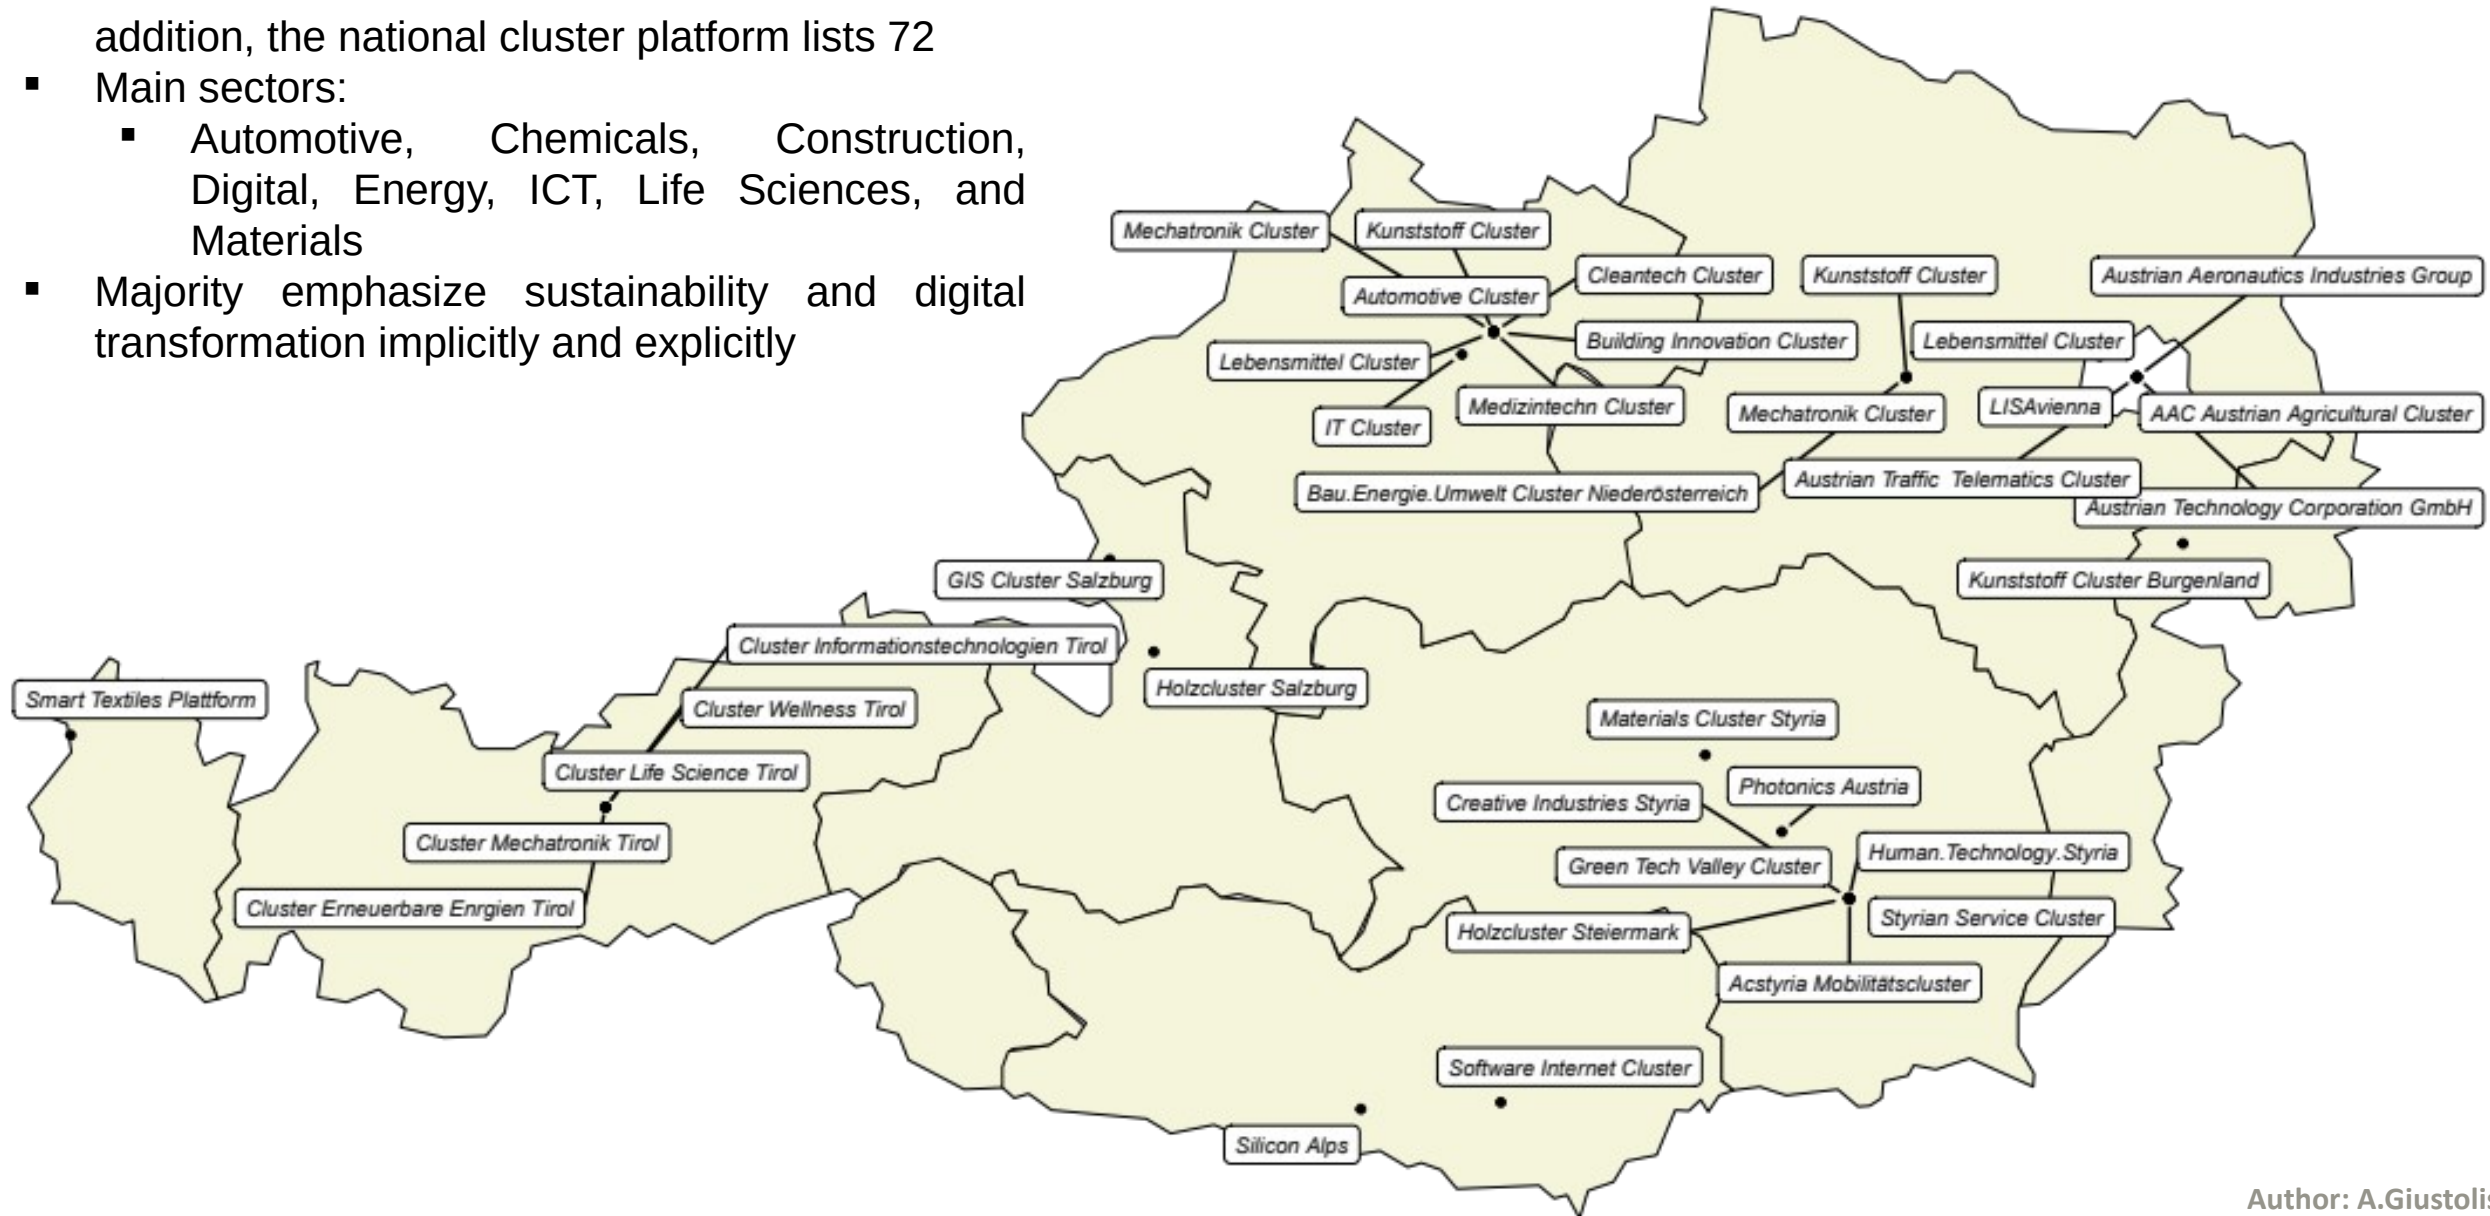 addition, the national cluster platform lists 72
▪ Main sectors:
▪ Automotive, Chemicals, Construction,
Digital, Energy, ICT, Life Sciences, and
Materials
▪ Majority emphasize sustainability and digital
transformation implicitly and explicitly
Mechatronik Cluster
Kunststoff Cluster
Cleantech Cluster
Kunststoff Cluster
Austrian Aeronautics Industries Group
Automotive Cluster
Building Innovation Cluster
Lebensmittel Cluster
Lebensmittel Cluster
Medizintechn Cluster
Mechatronik Cluster
LISAvienna
AAC Austrian Agricultural Cluster
IT Cluster
Austrian Traffic Telematics Cluster
Bau.Energie.Umwelt Cluster Niederösterreich
Austrian Technology Corporation GmbH
GIS Cluster Salzburg
Kunststoff Cluster Burgenland
Cluster Informationstechnologien Tirol
Holzcluster Salzburg
Smart Textiles Plattform
Cluster Wellness Tirol
Materials Cluster Styria
Cluster Life Science Tirol
Photonics Austria
Creative Industries Styria
Cluster Mechatronik Tirol
Human.Technology.Styria
Green Tech Valley Cluster
Cluster Erneuerbare Enrgien Tirol
Styrian Service Cluster
Holzcluster Steiermark
Acstyria Mobilitätscluster
Software Internet Cluster
Silicon Alps
Author: A.Giustolis